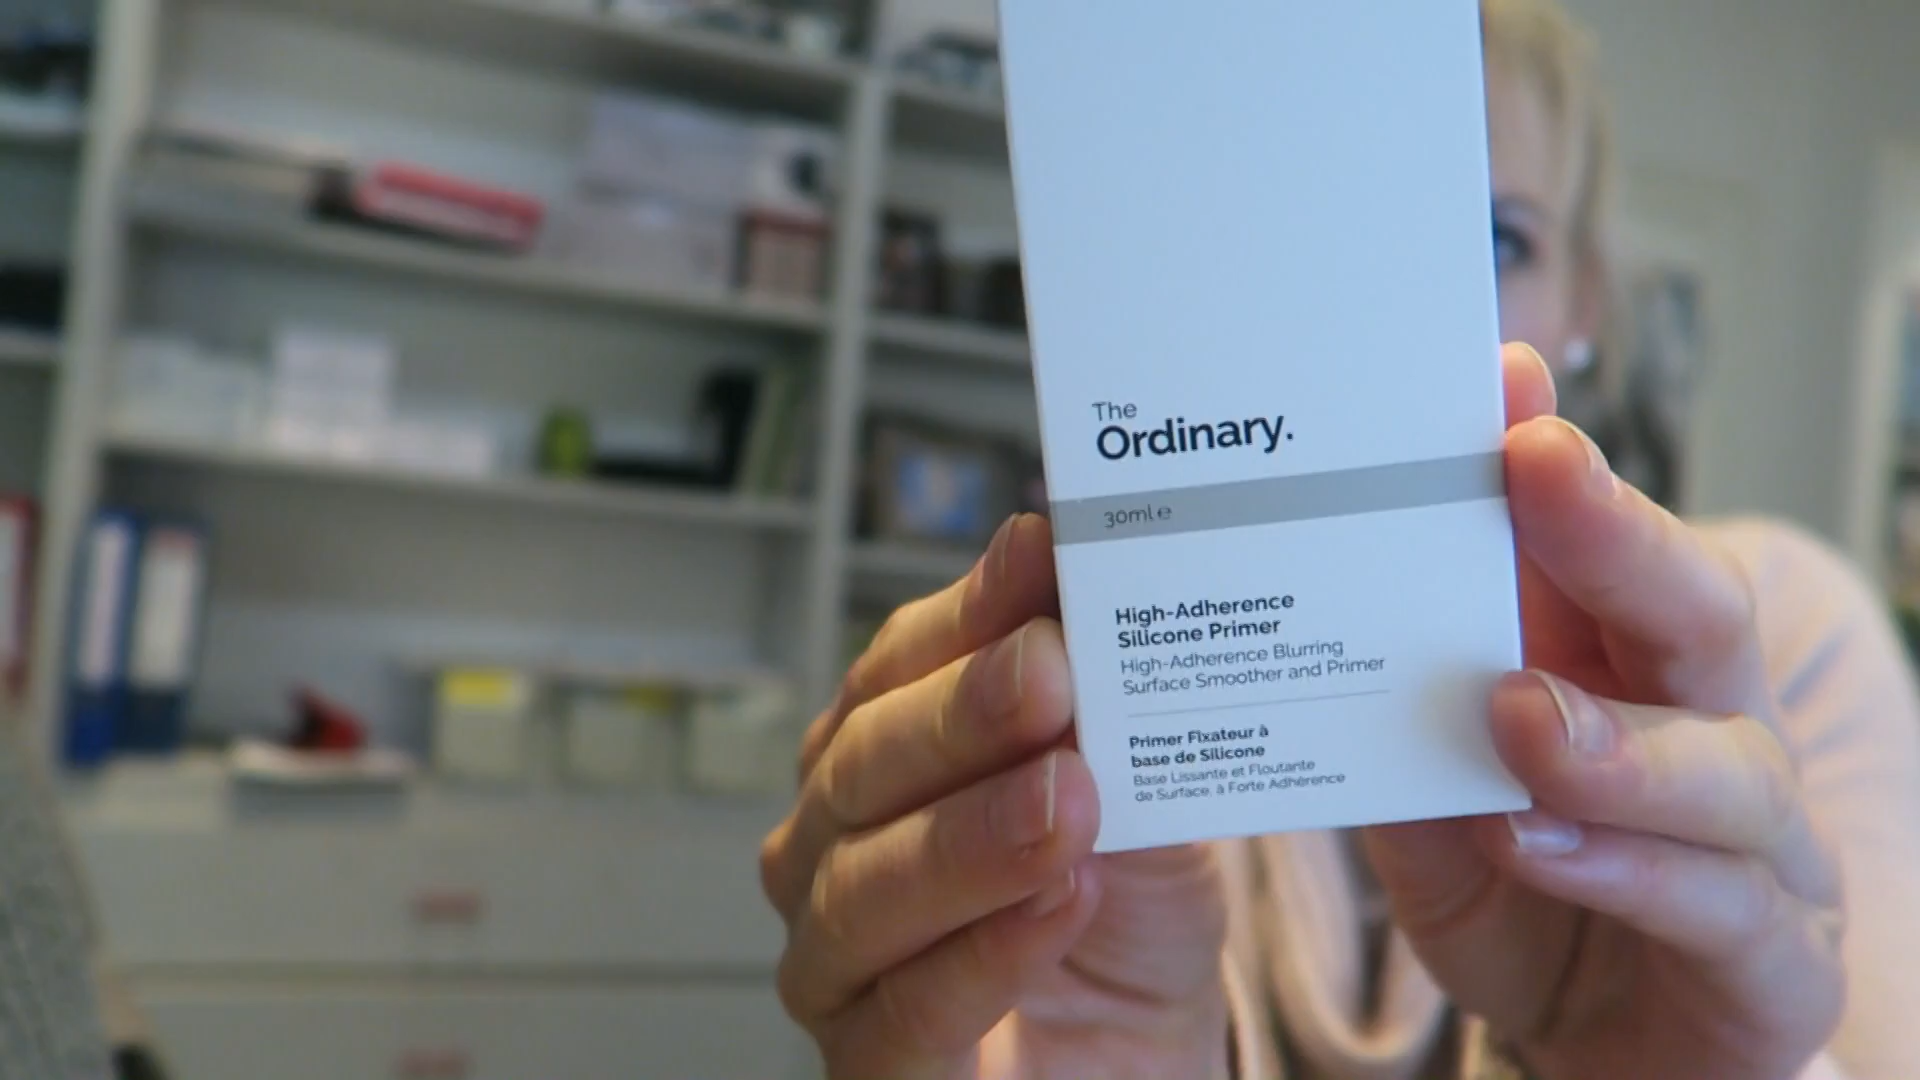 The
Ordinary.
30ml e
High-Adherence
Silicone Primer
High-Adherence Blurring
Surface Smoother and Primer
Primer Fixateur à
base de Silicone
Base Lissante et Floutante
de Surface, à Forte Adhérence